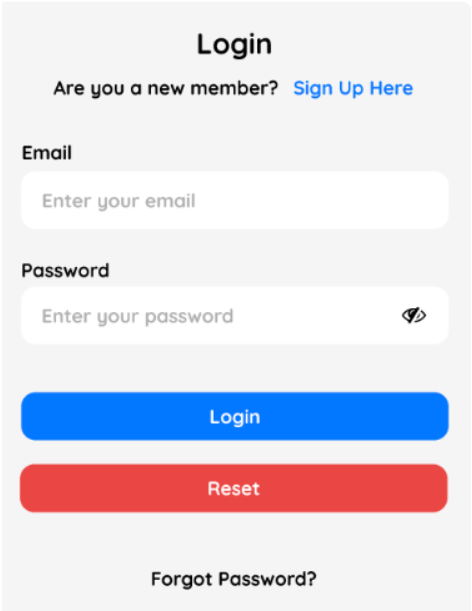 Login
Are you a new member? Sign Up Here
Email
Enter your email
Password
Enter your password
Login
Reset
Forgot Password?